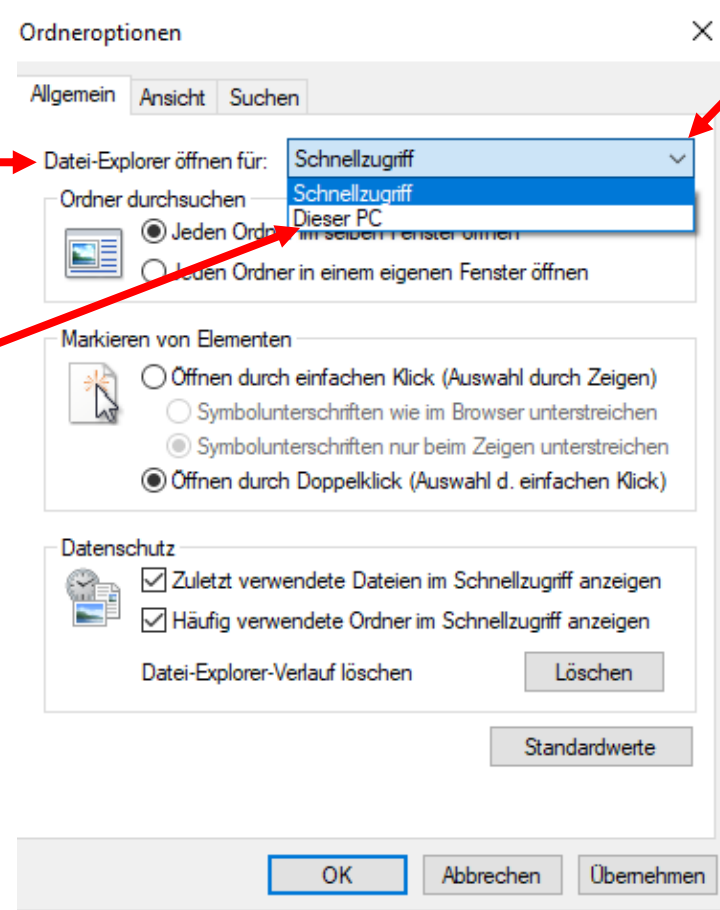 Ordneroptionen
Allgemein Ansicht Suchen
Datei-Explorer öffnen für: Schnellzugriff
Schnellzugriff
Dieser PC
Ordner durchsuchen
Jeden Ordner im selben Fenster öffnen
Jeden Ordner in einem eigenen Fenster öffnen
Markieren von Elementen
Öffnen durch einfachen Klick (Auswahl durch Zeigen)
Symbolunterschriften wie im Browser unterstreichen
Symbolunterschriften nur beim Zeigen unterstreichen
Öffnen durch Doppelklick (Auswahl d. einfachen Klick)
Datenschutz
Zuletzt verwendete Dateien im Schnellzugriff anzeigen
Häufig verwendete Ordner im Schnellzugriff anzeigen
Datei-Explorer-Verlauf löschen Löschen
Standardwerte
OK Abbrechen Übernehmen